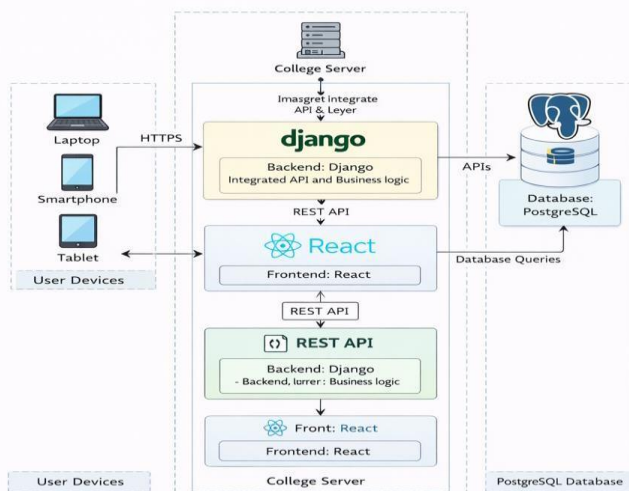 College Server
Imasgret integrate
API & Leyer
Laptop
Smartphone
Tablet
User Devices
HTTPS
django
Backend: Django
Integrated API and Business logic
APIs
Database:
PostgreSQL
REST API
React
Frontend: React
Database Queries
REST API
REST API
Backend: Django
- Backend, lurrer : Business logic
Front: React
Frontend: React
User Devices
College Server
PostgreSQL Database